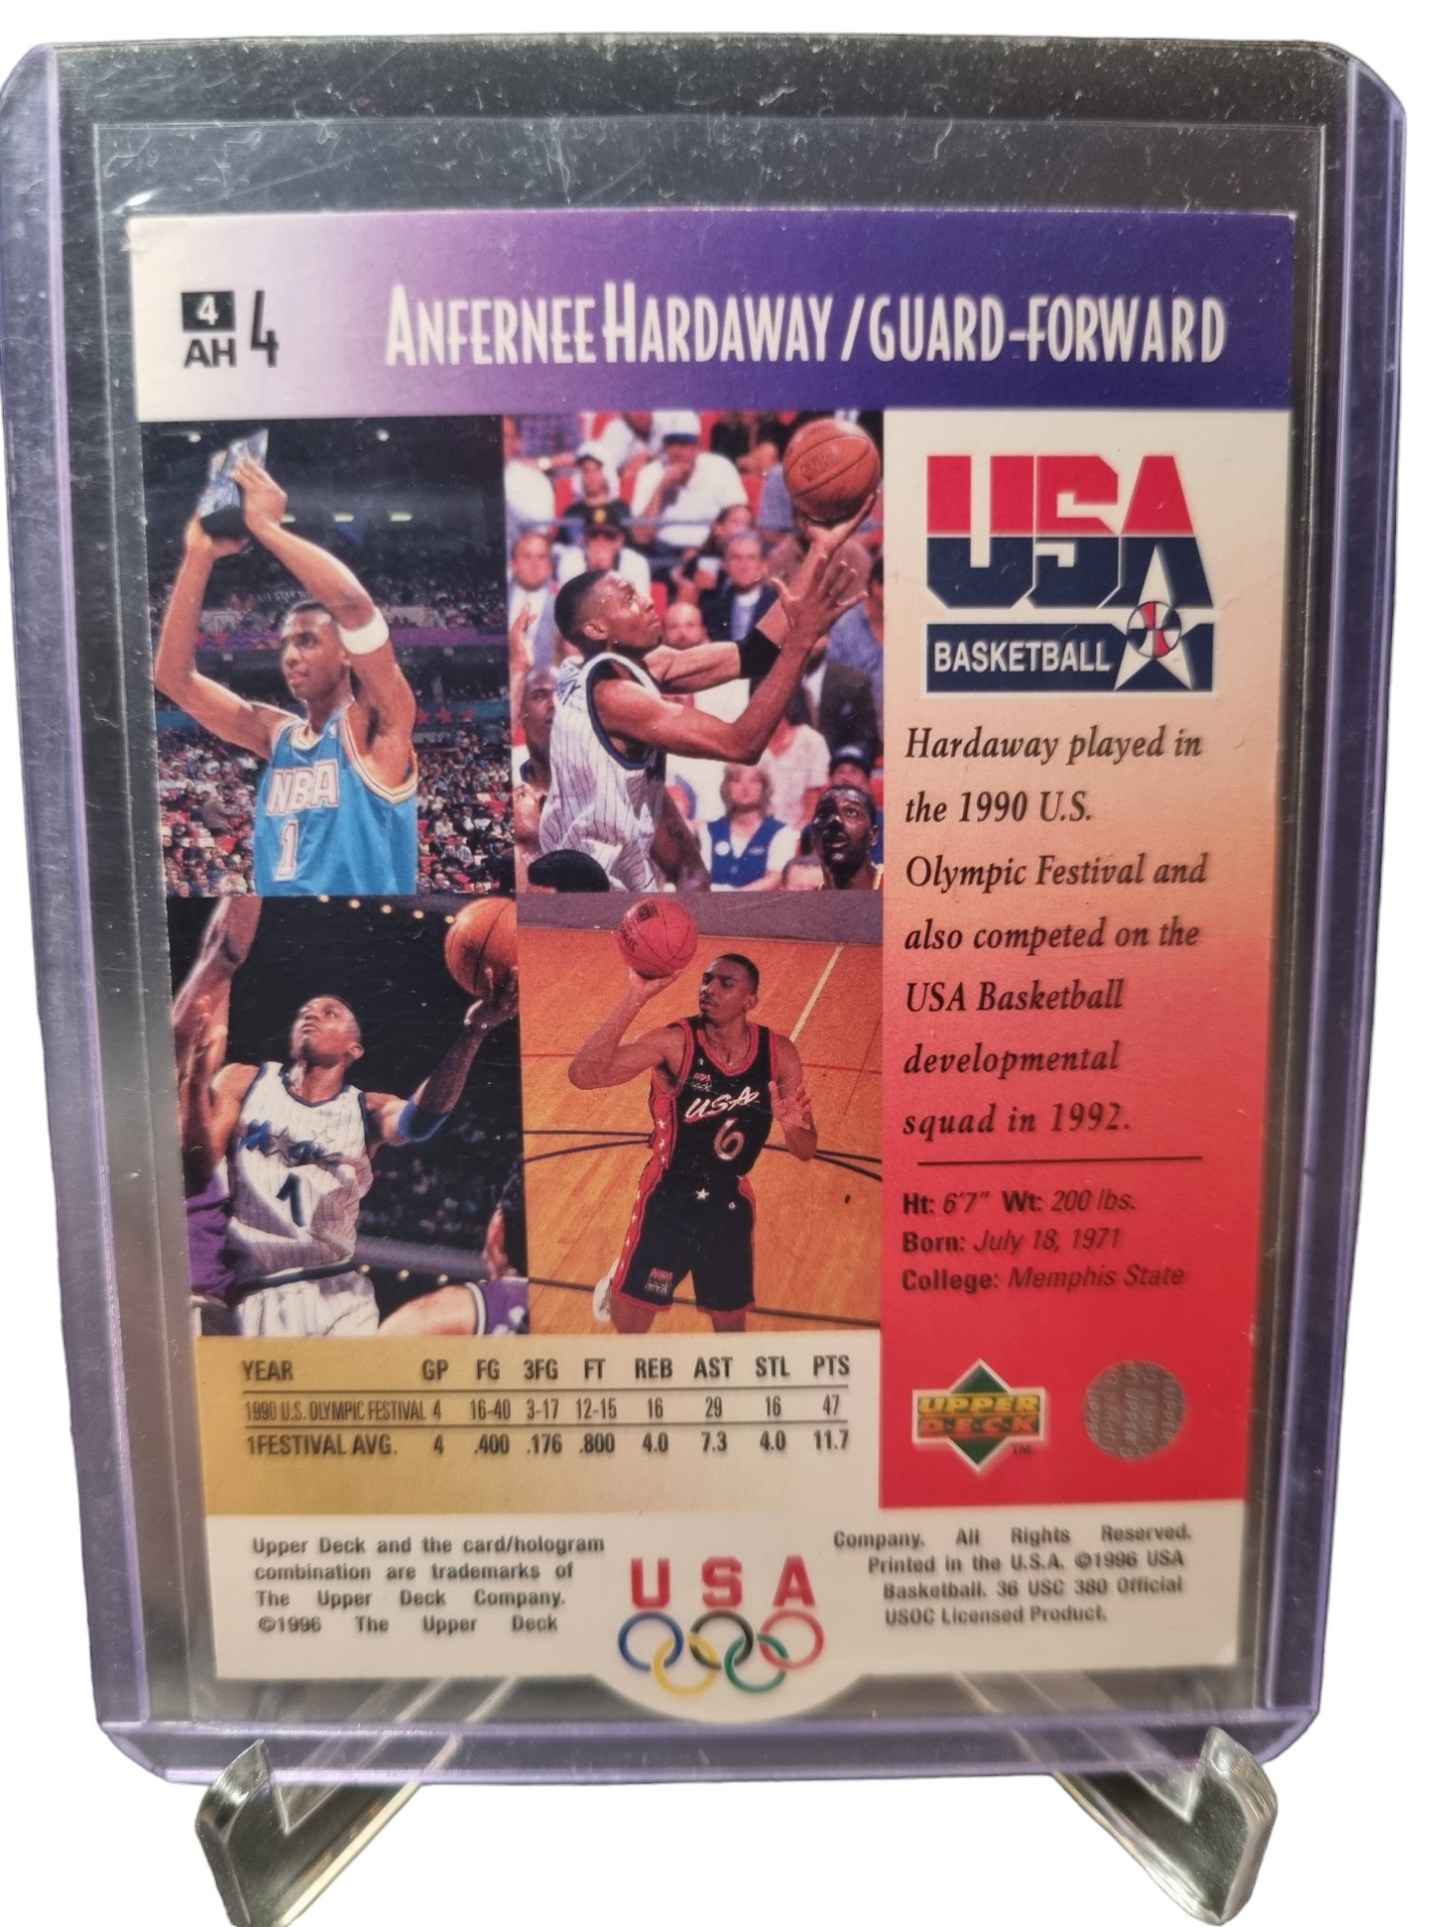 4
AH 4
ANFERNEE HARDAWAY / GUARD-FORWARD
NBA
1
1
USA
6
USA
BASKETBALL
Hardaway played in
the 1990 U.S.
Olympic Festival and
also competed on the
USA Basketball
developmental
squad in 1992.
Ht: 6'7" Wt: 200 lbs.
Born: July 18, 1971
College: Memphis State
YEAR GP FG 3FG FT REB AST STL PTS
1990 U.S. OLYMPIC FESTIVAL 4 16-40 3-17 12-15 16 29 16 47
1FESTIVAL AVG. 4 .400 .176 .800 4.0 7.3 4.0 11.7
UPPER
DECK
TM
Upper Deck and the card/hologram
combination are trademarks of
The Upper Deck Company.
©1996 The Upper Deck
USA
Company. All Rights Reserved.
Printed in the U.S.A. ©1996 USA
Basketball. 36 USC 380 Official
USOC Licensed Product.